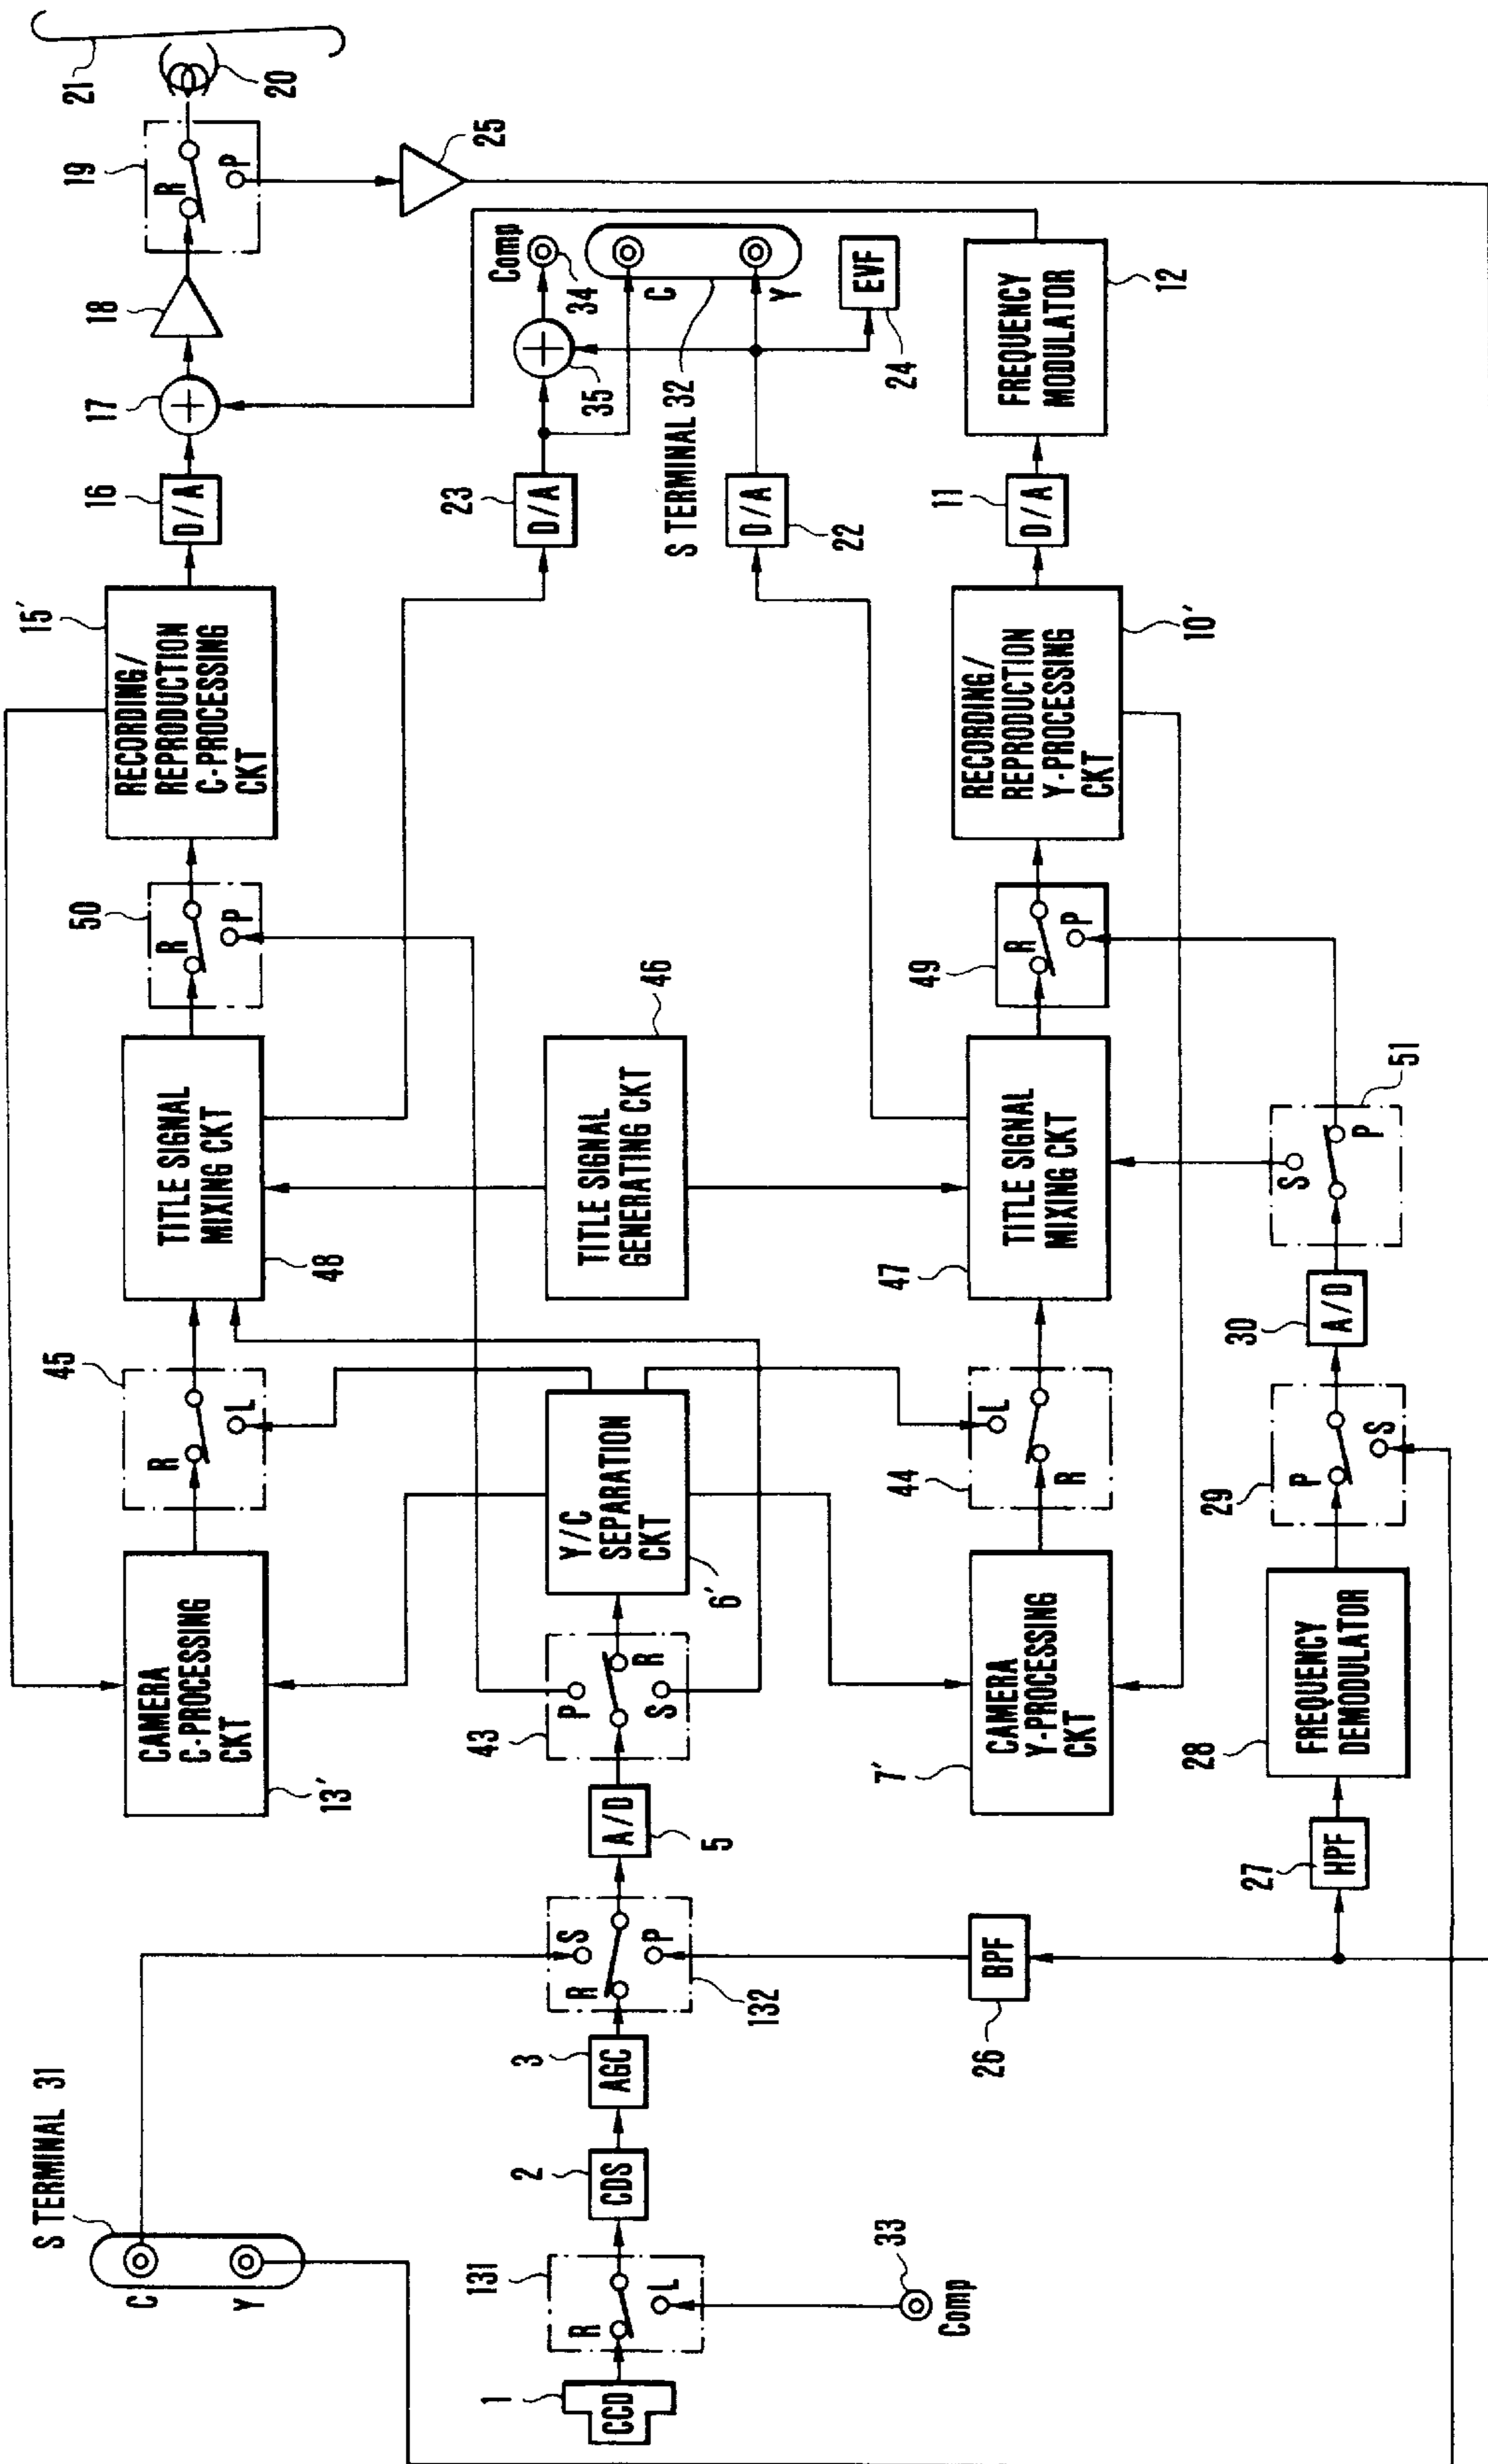 S TERMINAL 31
C
Y
1
CCD
131
R
L
33
Comp
2
CDS
3
AGC
132
R
S
P
26
BPF
5
A/D
43
P
R
S
27
HPF
28
FREQUENCY
DEMODULATOR
13'
CAMERA
C-PROCESSING
CKT
6'
Y/C
SEPARATION
CKT
7'
CAMERA
Y-PROCESSING
CKT
45
R
L
44
L
R
29
P
S
30
A/D
48
TITLE SIGNAL
MIXING CKT
46
TITLE SIGNAL
GENERATING CKT
47
TITLE SIGNAL
MIXING CKT
51
S
P
50
R
P
49
R
P
15'
RECORDING/
REPRODUCTION
C-PROCESSING
CKT
10'
RECORDING/
REPRODUCTION
Y-PROCESSING
CKT
16
D/A
23
D/A
S TERMINAL 32
D/A
22
11
D/A
17
18
35
Comp
34
C
Y
EVF
24
FREQUENCY
MODULATOR
12
19
R
P
25
21
20